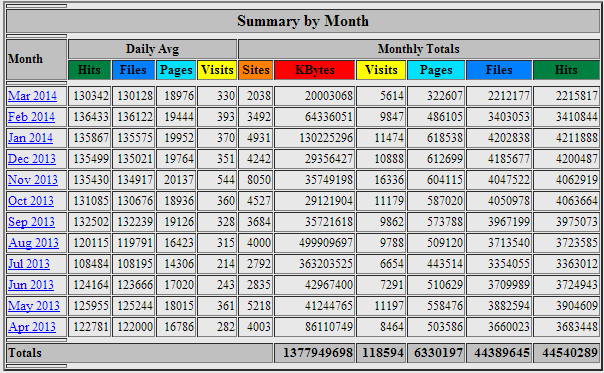 Summary by Month
Month Daily Avg Monthly Totals
Hits Files Pages Visits Sites KBytes Visits Pages Files Hits
Mar 2014 130342 130128 18976 330 2038 20003068 5614 322607 2212177 2215817
Feb 2014 136433 136122 19444 393 3492 64336051 9847 486105 3403053 3410844
Jan 2014 135867 135575 19952 370 4931 130225296 11474 618538 4202838 4211888
Dec 2013 135499 135021 19764 351 4242 29356427 10888 612699 4185677 4200487
Nov 2013 135430 134917 20137 544 8050 35749198 16336 604115 4047522 4062919
Oct 2013 131085 130676 18936 360 4527 29121904 11179 587020 4050978 4063664
Sep 2013 132502 132239 19126 328 3684 35721618 9862 573788 3967199 3975073
Aug 2013 120115 119791 16423 315 4000 499909697 9788 509120 3713540 3723585
Jul 2013 108484 108195 14306 214 2792 363203525 6654 443514 3354055 3363012
Jun 2013 124164 123666 17020 243 2835 42967400 7291 510629 3709989 3724943
May 2013 125955 125244 18015 361 5218 41244765 11197 558476 3882594 3904609
Apr 2013 122781 122000 16786 282 4003 86110749 8464 503586 3660023 3683448
Totals 1377949698 118594 6330197 44389645 44540289